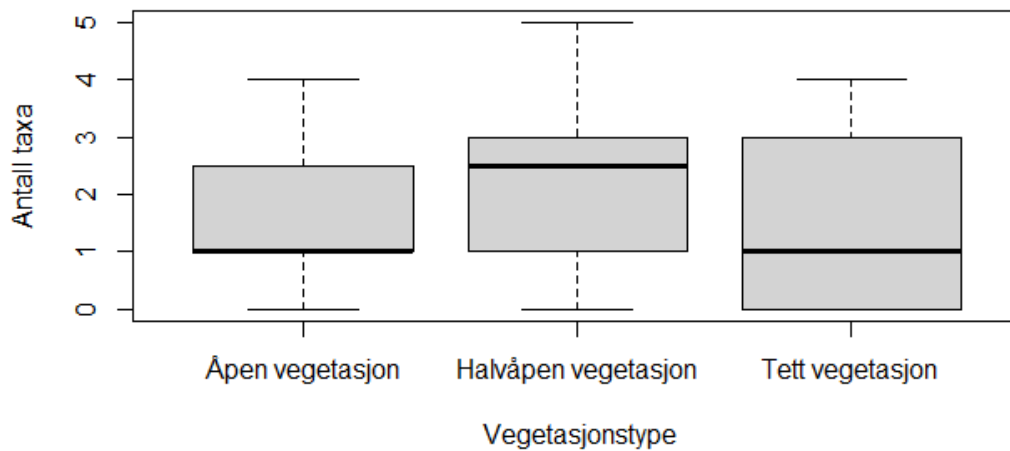 Antall taxa
5
4
3
2
1
0
Åpen vegetasjon
Halvåpen vegetasjon
Tett vegetasjon
Vegetasjonstype